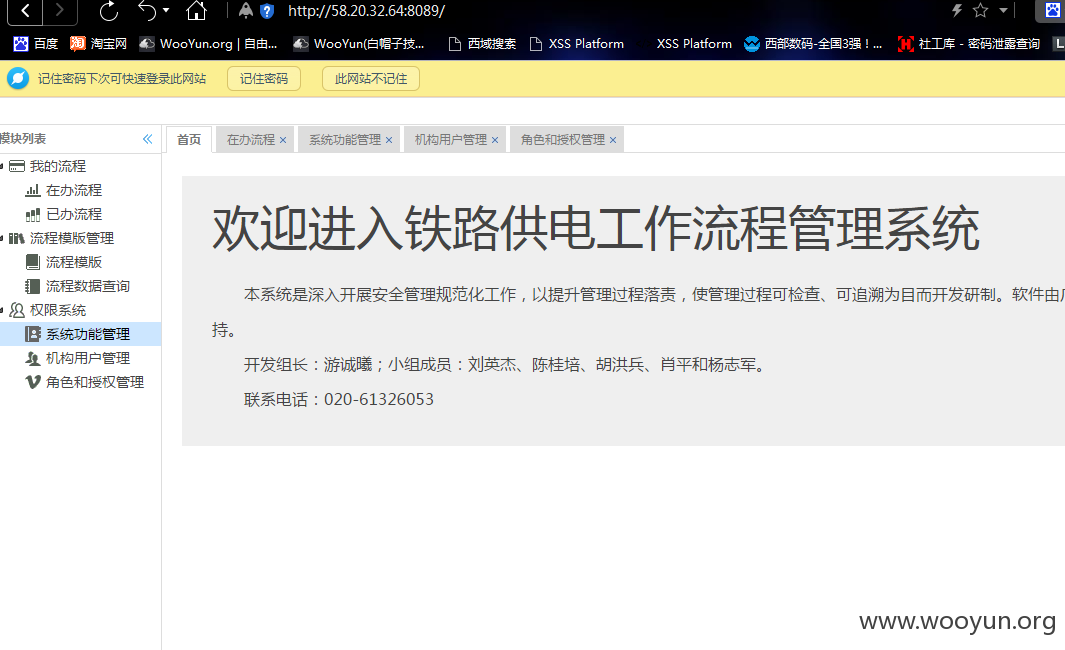 http://58.20.32.64:8089/
百度 淘宝网 WooYun.org | 自由... WooYun(白帽子技... 西域搜索 XSS Platform XSS Platform 西部数码-全国3强！... 社工库 - 密码泄露查询 L
记住密码下次可快速登录此网站 记住密码 此网站不记住
模块列表
首页 在办流程 系统功能管理 机构用户管理 角色和授权管理
我的流程
在办流程
已办流程
流程模版管理
流程模版
流程数据查询
权限系统
系统功能管理
机构用户管理
角色和授权管理
欢迎进入铁路供电工作流程管理系统
本系统是深入开展安全管理规范化工作，以提升管理过程落责，使管理过程可检查、可追溯为目而开发研制。软件由
持。
开发组长：游诚曦；小组成员：刘英杰、陈桂培、胡洪兵、肖平和杨志军。
联系电话：020-61326053
www.wooyun.org